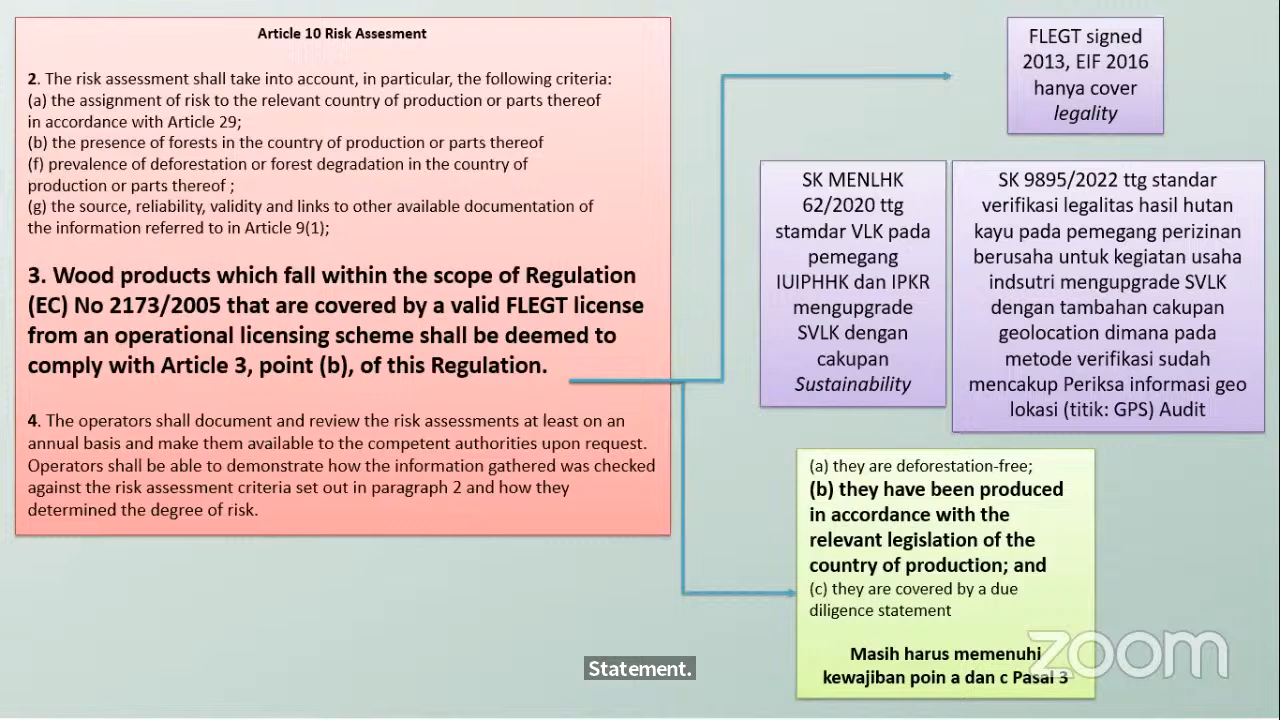 Article 10 Risk Assesment
2. The risk assessment shall take into account, in particular, the following criteria:
(a) the assignment of risk to the relevant country of production or parts thereof
in accordance with Article 29;
(b) the presence of forests in the country of production or parts thereof
(f) prevalence of deforestation or forest degradation in the country of
production or parts thereof ;
(g) the source, reliability, validity and links to other available documentation of
the information referred to in Article 9(1);
3. Wood products which fall within the scope of Regulation
(EC) No 2173/2005 that are covered by a valid FLEGT license
from an operational licensing scheme shall be deemed to
comply with Article 3, point (b), of this Regulation.
4. The operators shall document and review the risk assessments at least on an
annual basis and make them available to the competent authorities upon request.
Operators shall be able to demonstrate how the information gathered was checked
against the risk assessment criteria set out in paragraph 2 and how they
determined the degree of risk.
FLEGT signed
2013, EIF 2016
hanya cover
legality
SK MENLHK
62/2020 ttg
stamdar VLK pada
pemegang
IUIPHHK dan IPKR
mengupgrade
SVLK dengan
cakupan
Sustainability
SK 9895/2022 ttg standar
verifikasi legalitas hasil hutan
kayu pada pemegang perizinan
berusaha untuk kegiatan usaha
indsutri mengupgrade SVLK
dengan tambahan cakupan
geolocation dimana pada
metode verifikasi sudah
mencakup Periksa informasi geo
lokasi (titik: GPS) Audit
(a) they are deforestation-free;
(b) they have been produced
in accordance with the
relevant legislation of the
country of production; and
(c) they are covered by a due
diligence statement
Masih harus memenuhi
kewajiban poin a dan c Pasal 3
zoom
Statement.